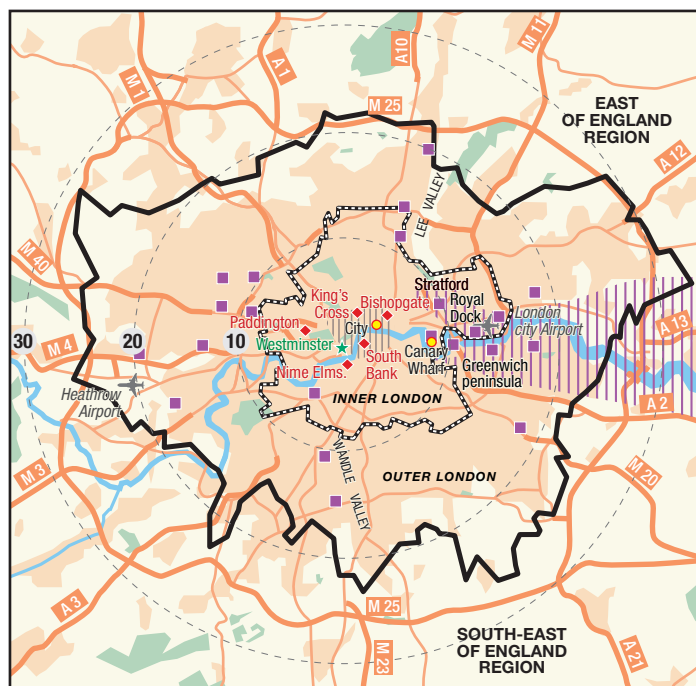 M 1
A 1
A10
M 11
M 25
EAST
OF ENGLAND
REGION
A 12
LEE VALLEY
M 40
Stratford
King's
Cross
Bishopgate
Royal
Dock
London
city Airport
Paddington
City
A 13
30
M 4
20
10
Westminster
South
Bank
Canary
Wharf
Greenwich
peninsula
Nime Elms.
Heathrow
Airport
INNER LONDON
A 2
WANDLE VALLEY
OUTER LONDON
M 3
M 20
A 3
M 25
M 23
SOUTH-EAST
OF ENGLAND
REGION
A 21